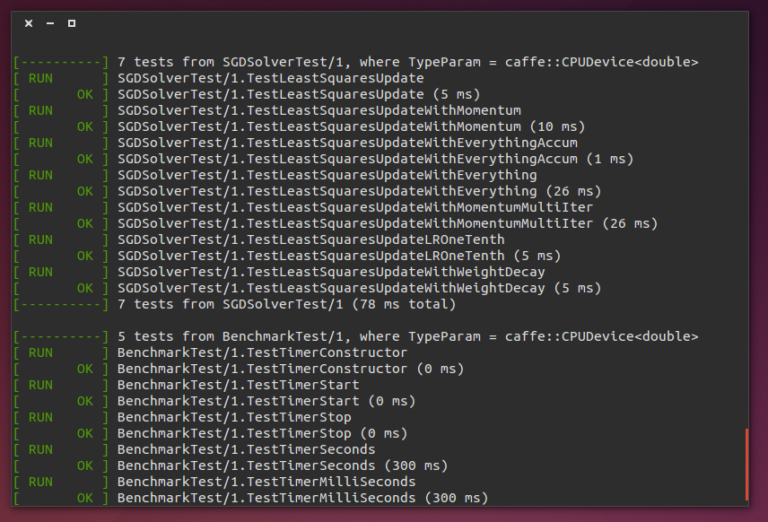 [----------] 7 tests from SGDSolverTest/1, where TypeParam = caffe::CPUDevice<double>
[ RUN      ] SGDSolverTest/1.TestLeastSquaresUpdate
[       OK ] SGDSolverTest/1.TestLeastSquaresUpdate (5 ms)
[ RUN      ] SGDSolverTest/1.TestLeastSquaresUpdateWithMomentum
[       OK ] SGDSolverTest/1.TestLeastSquaresUpdateWithMomentum (10 ms)
[ RUN      ] SGDSolverTest/1.TestLeastSquaresUpdateWithEverythingAccum
[       OK ] SGDSolverTest/1.TestLeastSquaresUpdateWithEverythingAccum (1 ms)
[ RUN      ] SGDSolverTest/1.TestLeastSquaresUpdateWithEverything
[       OK ] SGDSolverTest/1.TestLeastSquaresUpdateWithEverything (26 ms)
[ RUN      ] SGDSolverTest/1.TestLeastSquaresUpdateWithMomentumMultiIter
[       OK ] SGDSolverTest/1.TestLeastSquaresUpdateWithMomentumMultiIter (26 ms)
[ RUN      ] SGDSolverTest/1.TestLeastSquaresUpdateLROneTenth
[       OK ] SGDSolverTest/1.TestLeastSquaresUpdateLROneTenth (5 ms)
[ RUN      ] SGDSolverTest/1.TestLeastSquaresUpdateWithWeightDecay
[       OK ] SGDSolverTest/1.TestLeastSquaresUpdateWithWeightDecay (5 ms)
[----------] 7 tests from SGDSolverTest/1 (78 ms total)

[----------] 5 tests from BenchmarkTest/1, where TypeParam = caffe::CPUDevice<double>
[ RUN      ] BenchmarkTest/1.TestTimerConstructor
[       OK ] BenchmarkTest/1.TestTimerConstructor (0 ms)
[ RUN      ] BenchmarkTest/1.TestTimerStart
[       OK ] BenchmarkTest/1.TestTimerStart (0 ms)
[ RUN      ] BenchmarkTest/1.TestTimerStop
[       OK ] BenchmarkTest/1.TestTimerStop (0 ms)
[ RUN      ] BenchmarkTest/1.TestTimerSeconds
[       OK ] BenchmarkTest/1.TestTimerSeconds (300 ms)
[ RUN      ] BenchmarkTest/1.TestTimerMilliSeconds
[       OK ] BenchmarkTest/1.TestTimerMilliSeconds (300 ms)